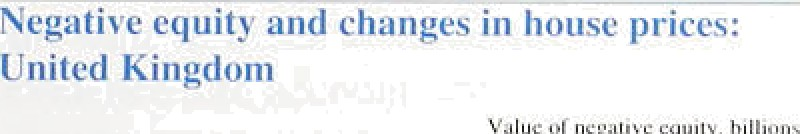 Negative equity and changes in house prices:
United Kingdom
Value of negative equity, billions